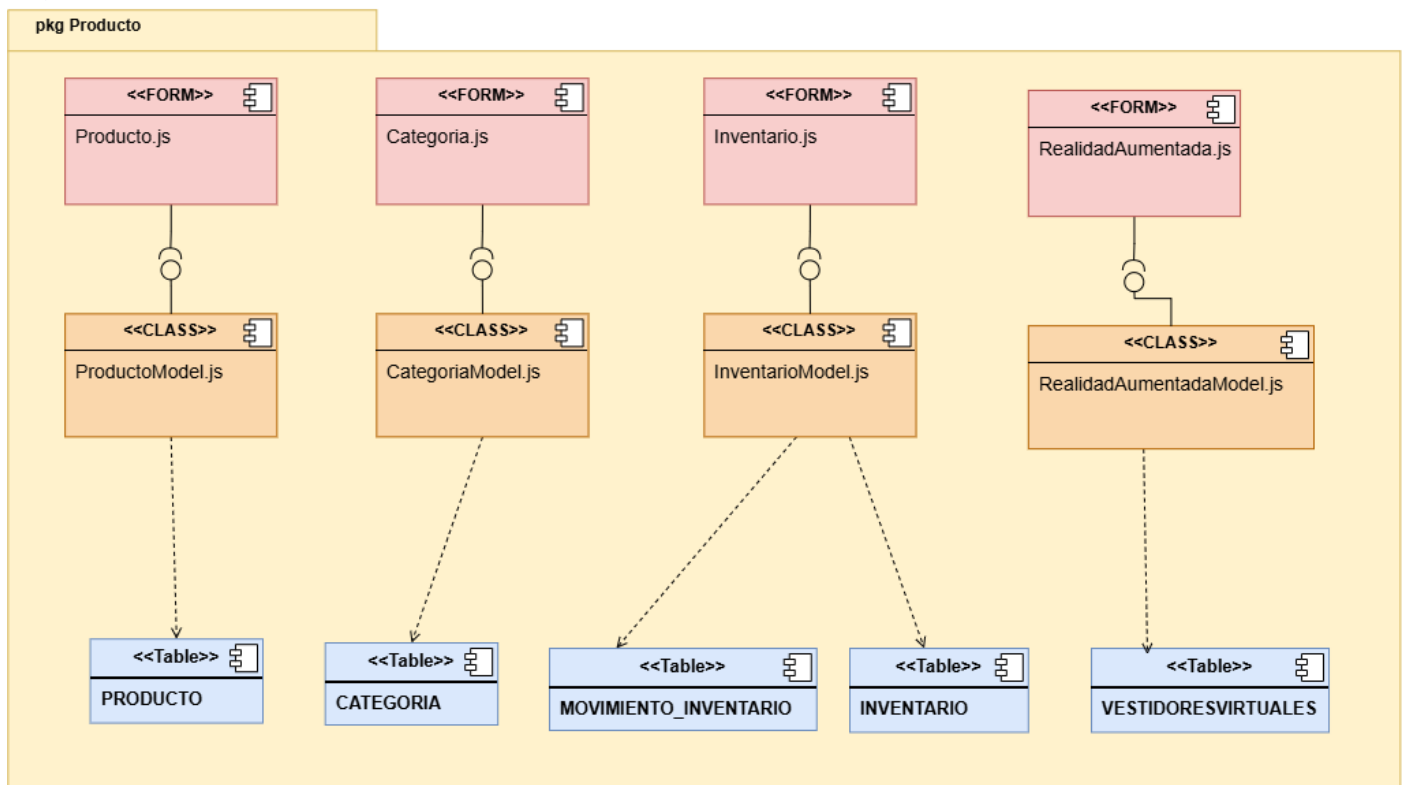 pkg Producto
<<FORM>>
Producto.js
<<FORM>>
Categoria.js
<<FORM>>
Inventario.js
<<FORM>>
RealidadAumentada.js
<<CLASS>>
ProductoModel.js
<<CLASS>>
CategoriaModel.js
<<CLASS>>
InventarioModel.js
<<CLASS>>
RealidadAumentadaModel.js
<<Table>>
PRODUCTO
<<Table>>
CATEGORIA
<<Table>>
MOVIMIENTO_INVENTARIO
<<Table>>
INVENTARIO
<<Table>>
VESTIDORESVIRTUALES